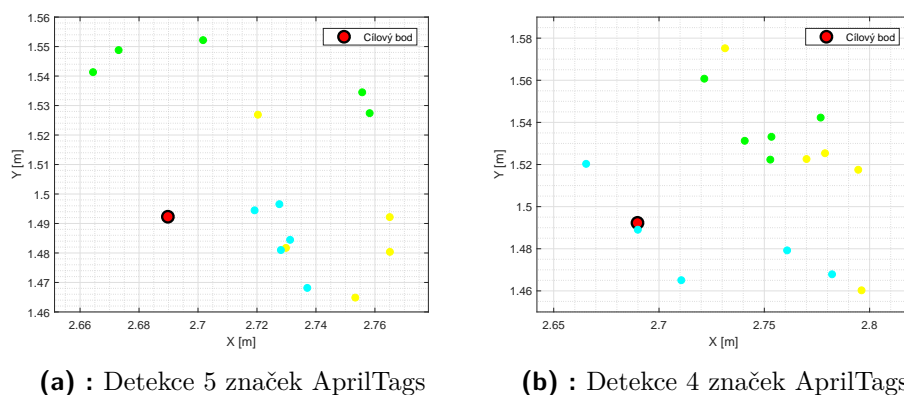 1.56
1.55
1.54
1.53
1.52
1.51
1.5
1.49
1.48
1.47
1.46
Y [m]
2.66 2.68 2.7 2.72 2.74 2.76
X [m]
Cílový bod
(a) : Detekce 5 značek AprilTags
1.58
1.56
1.54
1.52
1.5
1.48
1.46
Y [m]
2.65 2.7 2.75 2.8
X [m]
Cílový bod
(b) : Detekce 4 značek AprilTags